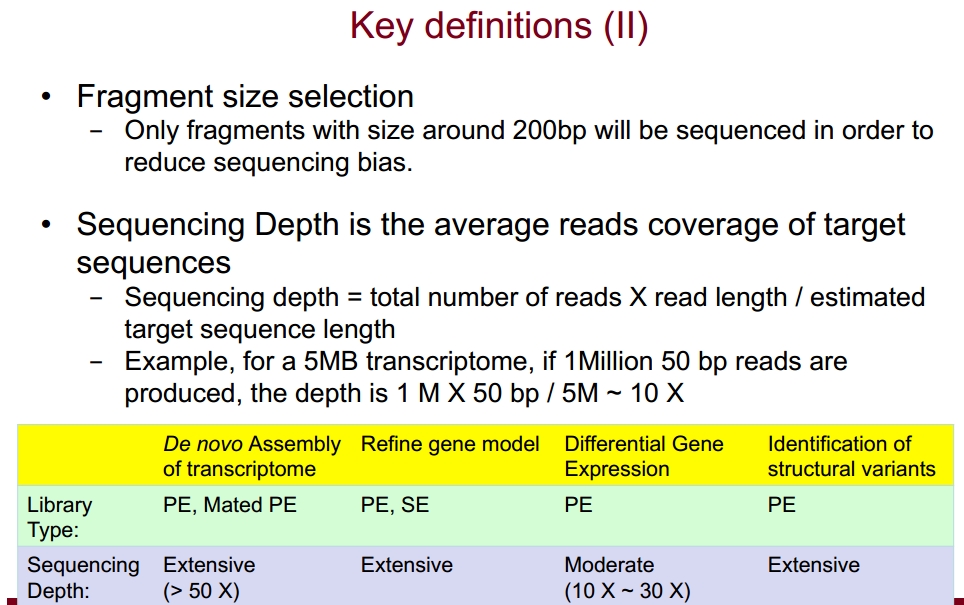 Key definitions (II)
• Fragment size selection
– Only fragments with size around 200bp will be sequenced in order to
reduce sequencing bias.
• Sequencing Depth is the average reads coverage of target
sequences
– Sequencing depth = total number of reads X read length / estimated
target sequence length
– Example, for a 5MB transcriptome, if 1Million 50 bp reads are
produced, the depth is 1 M X 50 bp / 5M ~ 10 X
De novo Assembly of transcriptome Refine gene model Differential Gene Expression Identification of structural variants
Library Type: PE, Mated PE PE, SE PE PE
Sequencing Depth: Extensive (> 50 X) Extensive Moderate (10 X ~ 30 X) Extensive